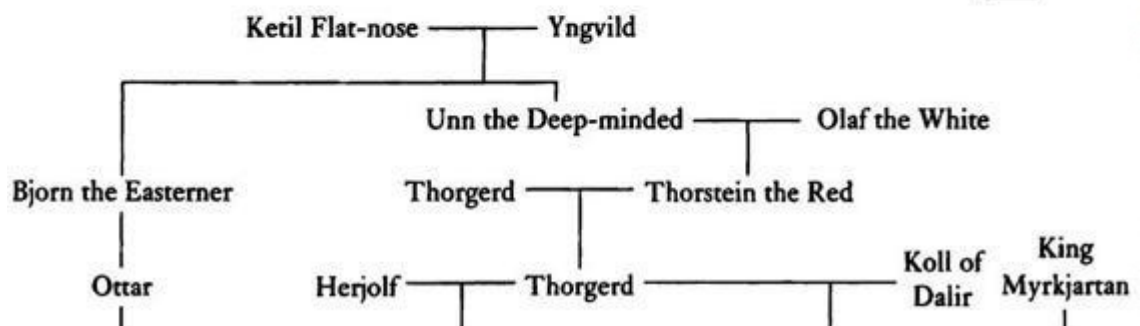 Ketil Flat-nose Yngvild
Unn the Deep-minded Olaf the White
Bjorn the Easterner Thorgerd Thorstein the Red
Ottar Herjolf Thorgerd Koll of Dalir King Myrkjartan